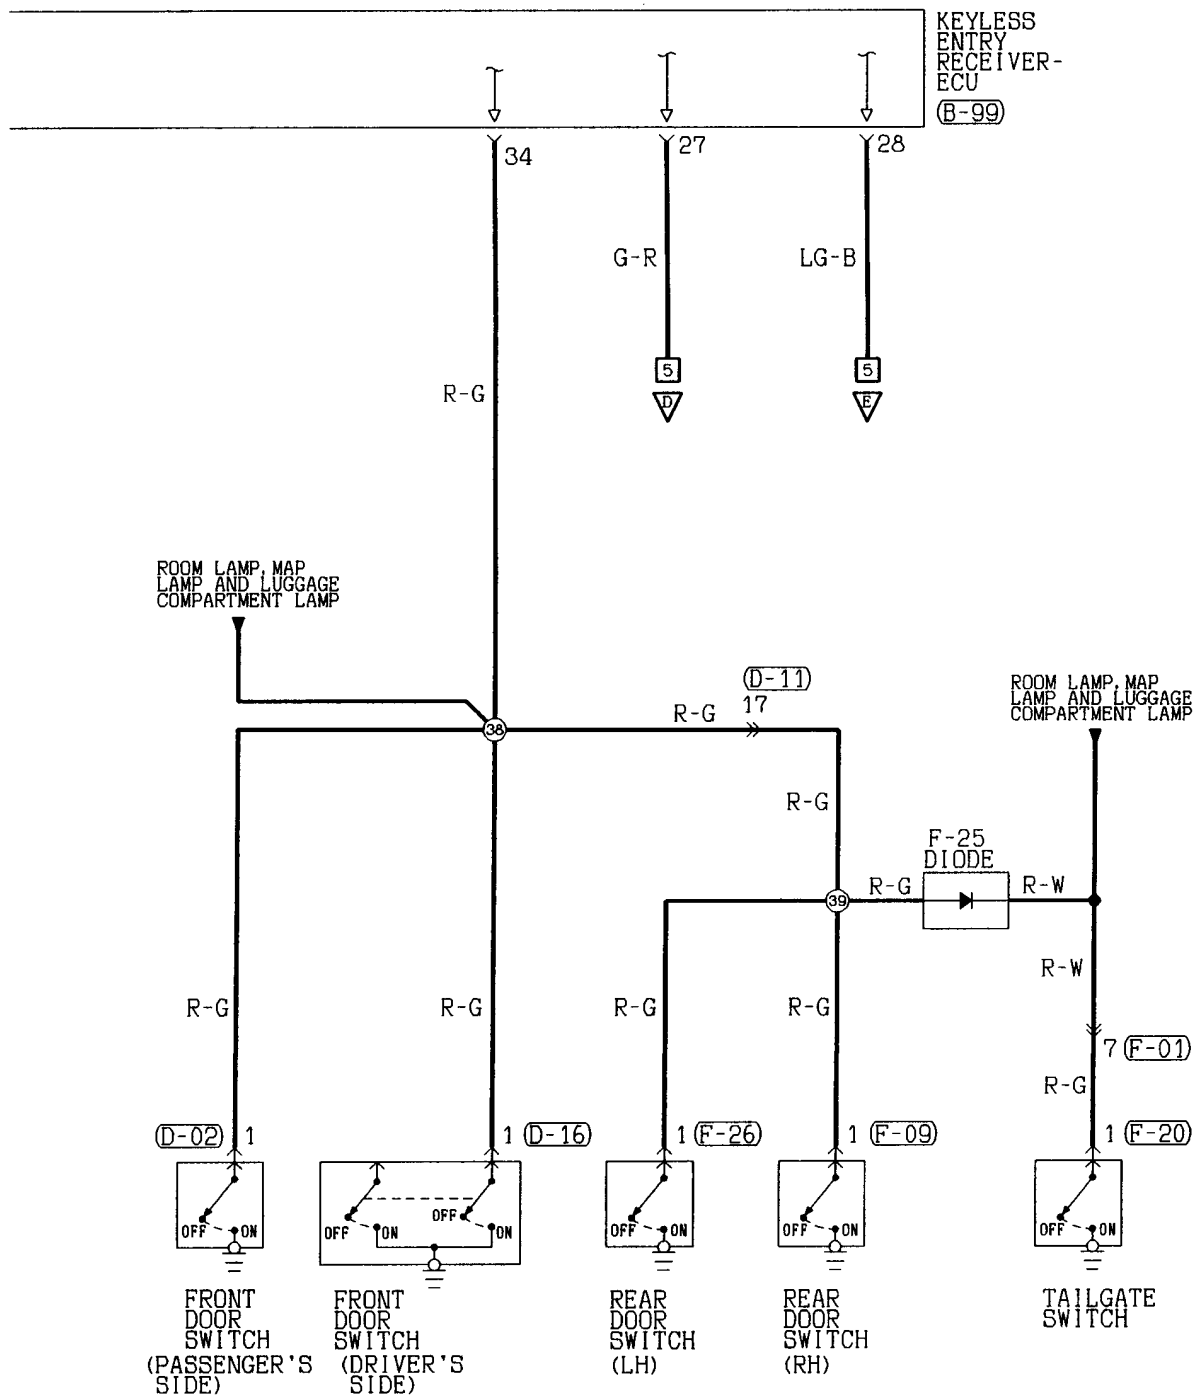 KEYLESS
ENTRY
RECEIVER-
ECU
B-99
34
27
28
G-R
LG-B
5
5
D
E
R-G
ROOM LAMP, MAP
LAMP AND LUGGAGE
COMPARTMENT LAMP
D-11
17
R-G
38
ROOM LAMP, MAP
LAMP AND LUGGAGE
COMPARTMENT LAMP
R-G
F-25
DIODE
39
R-G
R-W
R-W
R-G
R-G
R-G
R-G
7 F-01
R-G
D-02 1
1 D-16
1 F-26
1 F-09
1 F-20
OFF ON
OFF ON
OFF ON
OFF ON
OFF ON
OFF ON
FRONT
DOOR
SWITCH
(PASSENGER'S
SIDE)
FRONT
DOOR
SWITCH
(DRIVER'S
SIDE)
REAR
DOOR
SWITCH
(LH)
REAR
DOOR
SWITCH
(RH)
TAILGATE
SWITCH